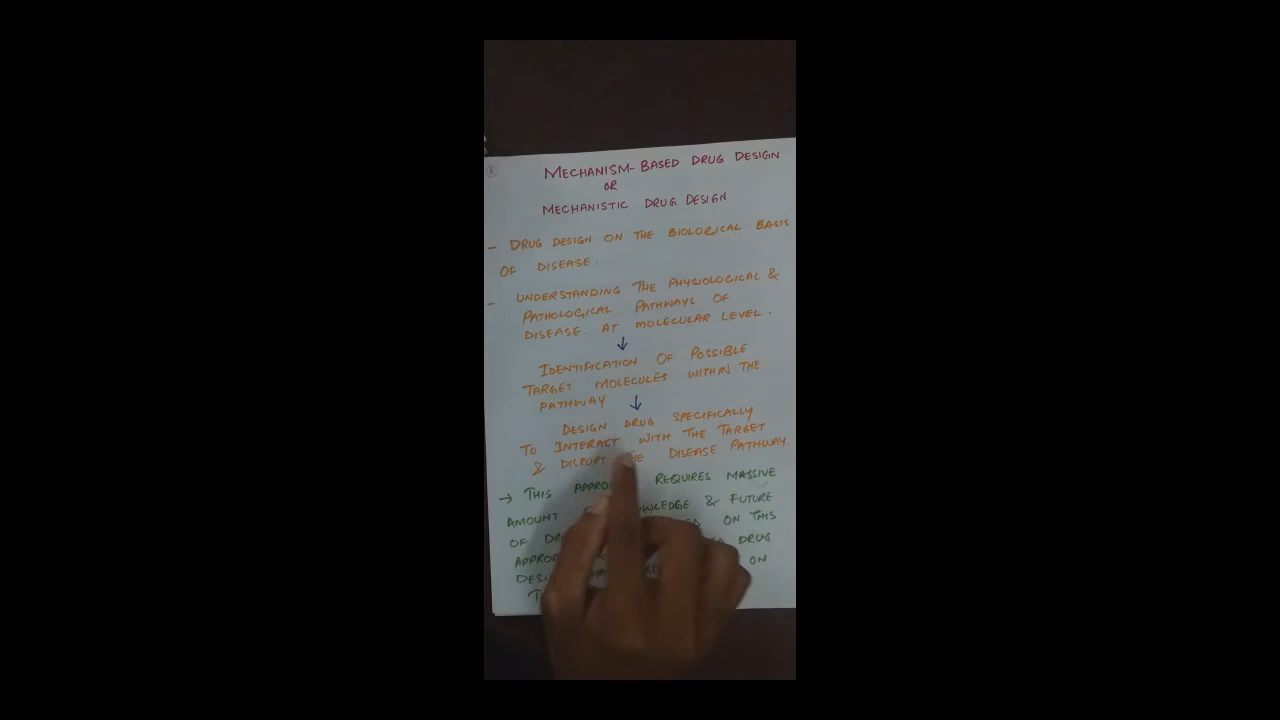 MECHANISM-BASED DRUG DESIGN
OR
MECHANISTIC DRUG DESIGN
- DRUG DESIGN ON THE BIOLOGICAL BASIS
OF DISEASE.
- UNDERSTANDING THE PHYSIOLOGICAL &
PATHOLOGICAL PATHWAYS OF
DISEASE. AT MOLECULAR LEVEL.
↓
IDENTIFICATION OF POSSIBLE
TARGET MOLECULES WITHIN THE
PATHWAY
↓
DESIGN DRUG SPECIFICALLY
TO INTERACT WITH THE TARGET
& DISRUPT DISEASE PATHWAY.
→ THIS REQUIRES MASSIVE
AMOUNT & FUTURE
OF ON THIS
DRUG
ON